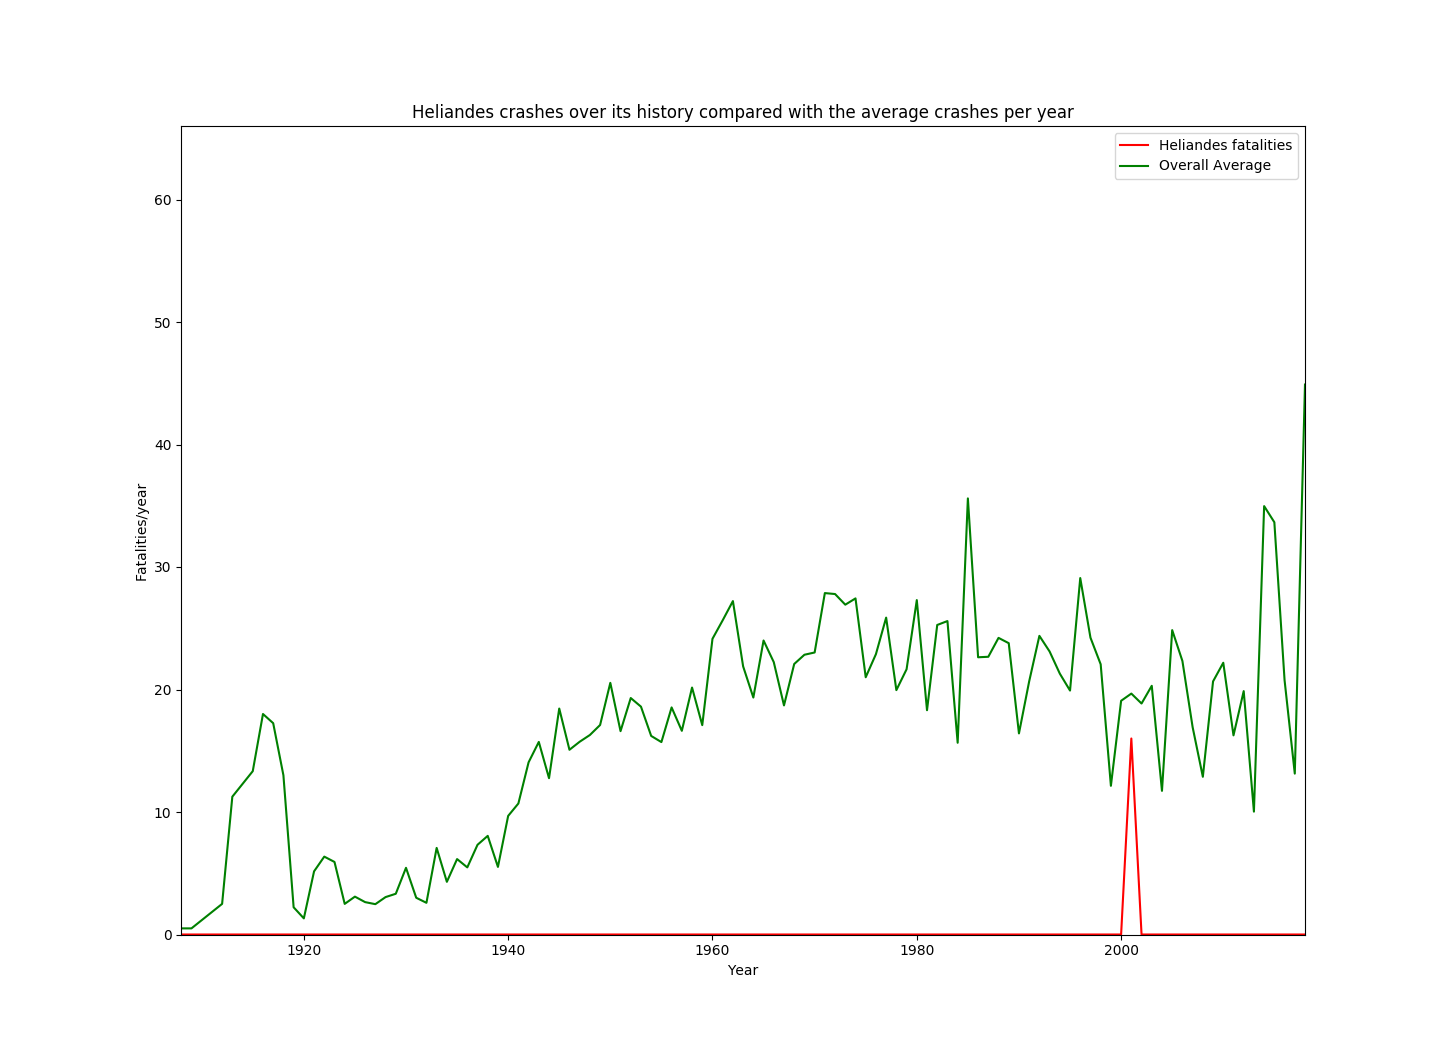 Heliandes crashes over its history compared with the average crashes per year
Heliandes fatalities
Overall Average
60
50
40
30
20
10
0
Fatalities/year
1920 1940 1960 1980 2000
Year